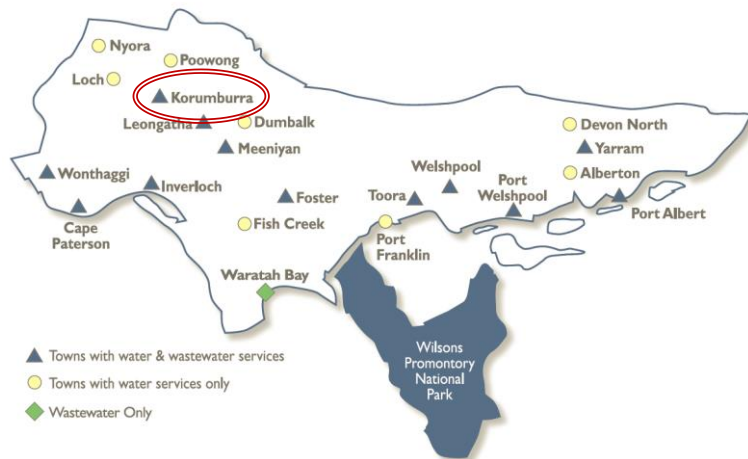 Nyora
Poowong
Loch
Korumburra
Leongatha
Dumbalk
Devon North
Meeniyan
Yarram
Wonthaggi
Inverloch
Welshpool
Alberton
Foster
Toora
Port
Welshpool
Cape
Paterson
Port Albert
Fish Creek
Port
Franklin
Waratah Bay
Wilsons
Promontory
National
Park
Towns with water & wastewater services
Towns with water services only
Wastewater Only